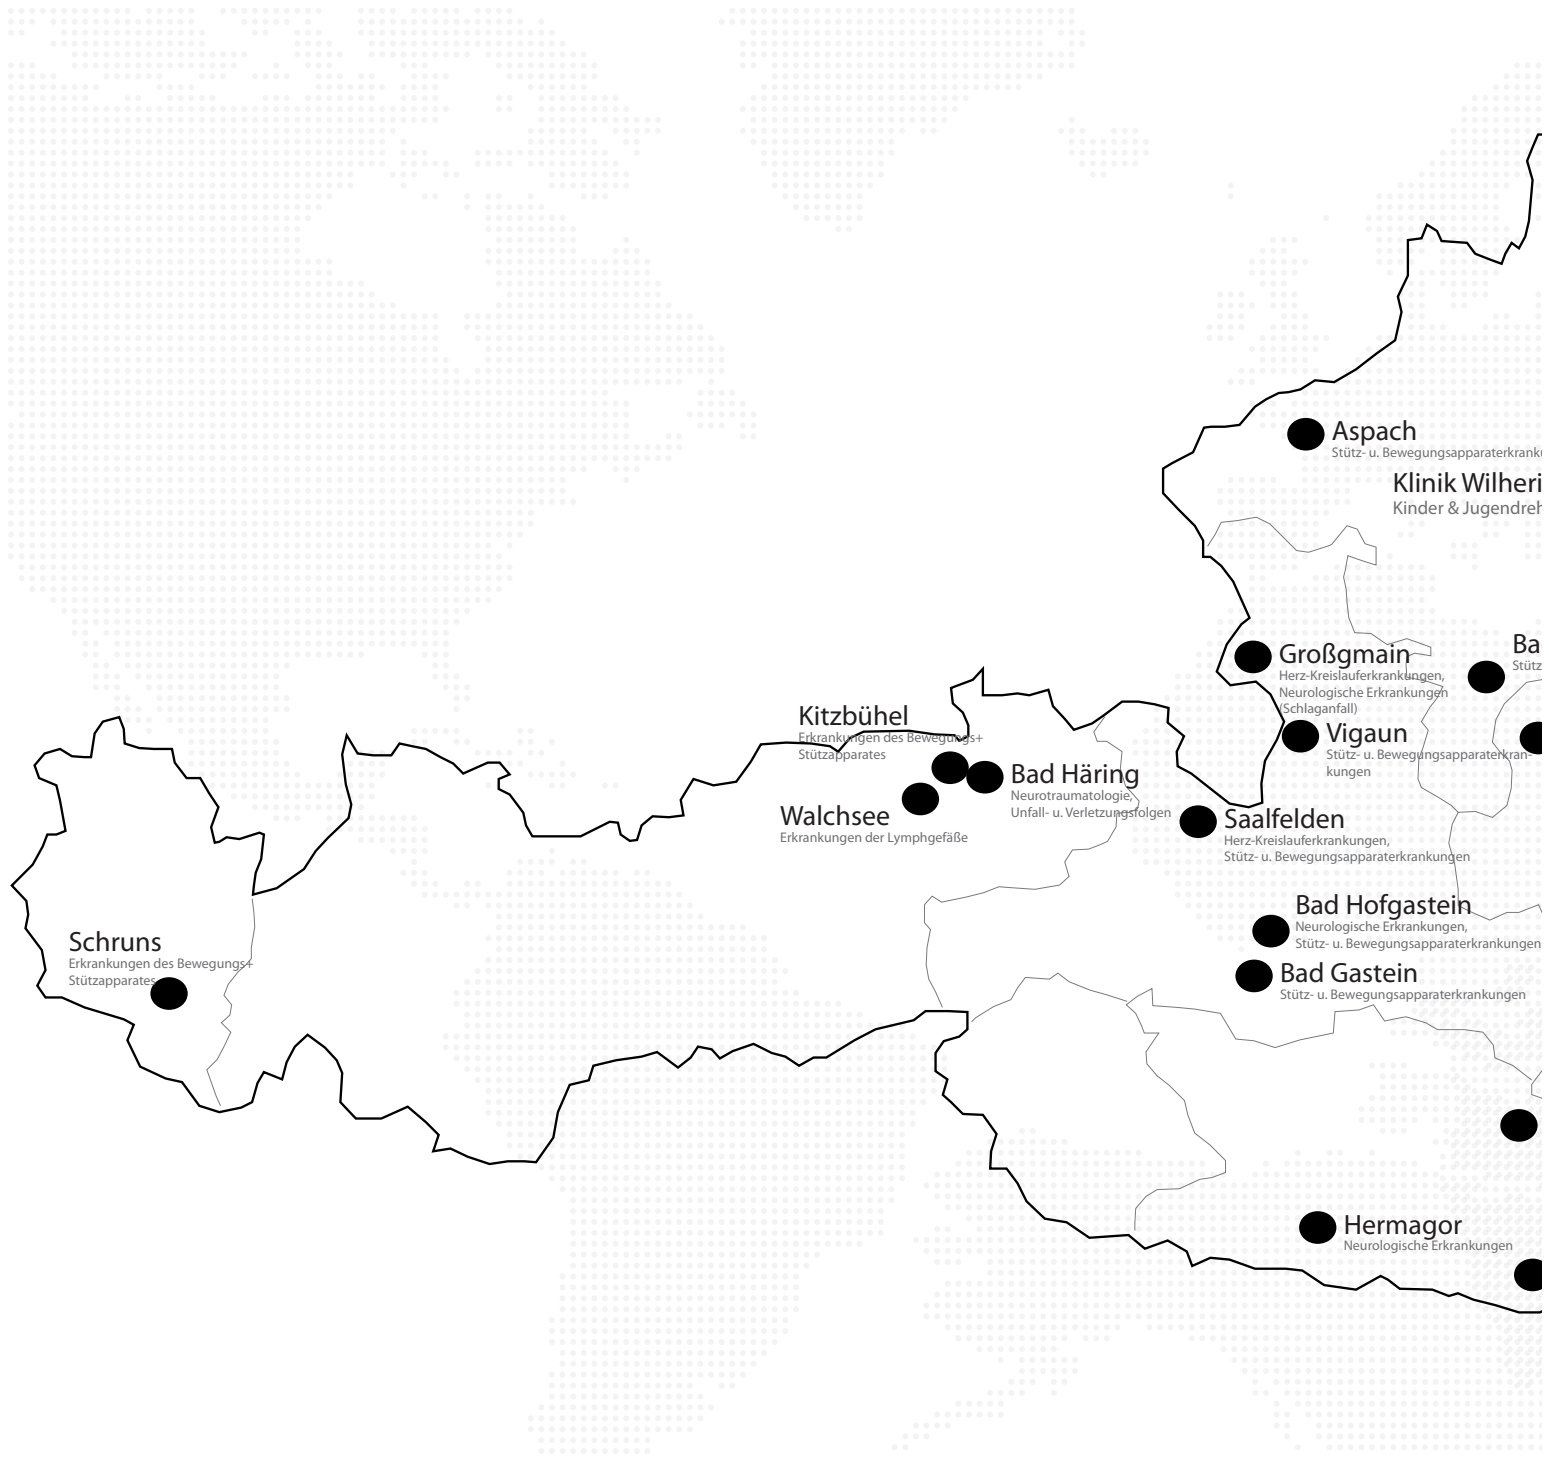 Aspach
Stütz- u. Bewegungsapparaterkranku
Klinik Wilheri
Kinder & Jugendreh
Großgmain
Herz-Kreislauferkrankungen,
Neurologische Erkrankungen
(Schlaganfall)
Ba
Stütz
Kitzbühel
Erkrankungen des Bewegungs+
Stützapparates
Vigaun
Stütz- u. Bewegungsapparaterkran-
kungen
Bad Häring
Neurotraumatologie,
Unfall- u. Verletzungsfolgen
Walchsee
Erkrankungen der Lymphgefäße
Saalfelden
Herz-Kreislauferkrankungen,
Stütz- u. Bewegungsapparaterkrankungen
Bad Hofgastein
Neurologische Erkrankungen,
Stütz- u. Bewegungsapparaterkrankungen
Schruns
Erkrankungen des Bewegungs+
Stützapparates
Bad Gastein
Stütz- u. Bewegungsapparaterkrankungen
Hermagor
Neurologische Erkrankungen